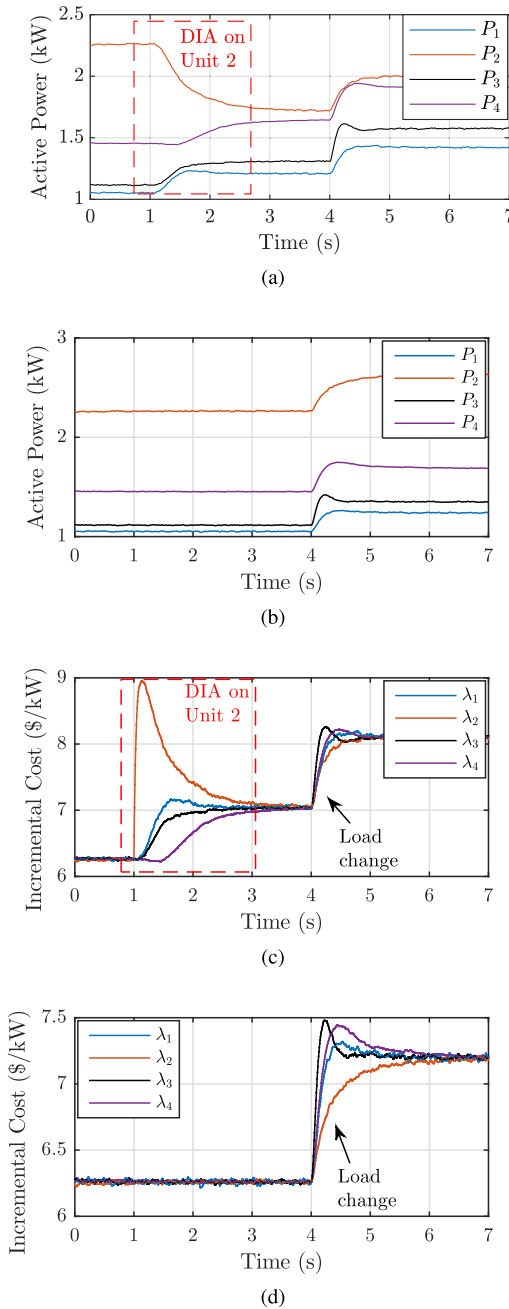 2.5
2
1.5
1
Active Power (kW)
DIA on
Unit 2
P1
P2
P3
P4
0 1 2 3 4 5 6 7
Time (s)
(a)
3
2
1
Active Power (kW)
P1
P2
P3
P4
0 1 2 3 4 5 6 7
Time (s)
(b)
9
8
7
6
Incremental Cost ($/kW)
DIA on
Unit 2
λ1
λ2
λ3
λ4
Load
change
0 1 2 3 4 5 6 7
Time (s)
(c)
7.5
7
6.5
6
Incremental Cost ($/kW)
λ1
λ2
λ3
λ4
Load
change
0 1 2 3 4 5 6 7
Time (s)
(d)